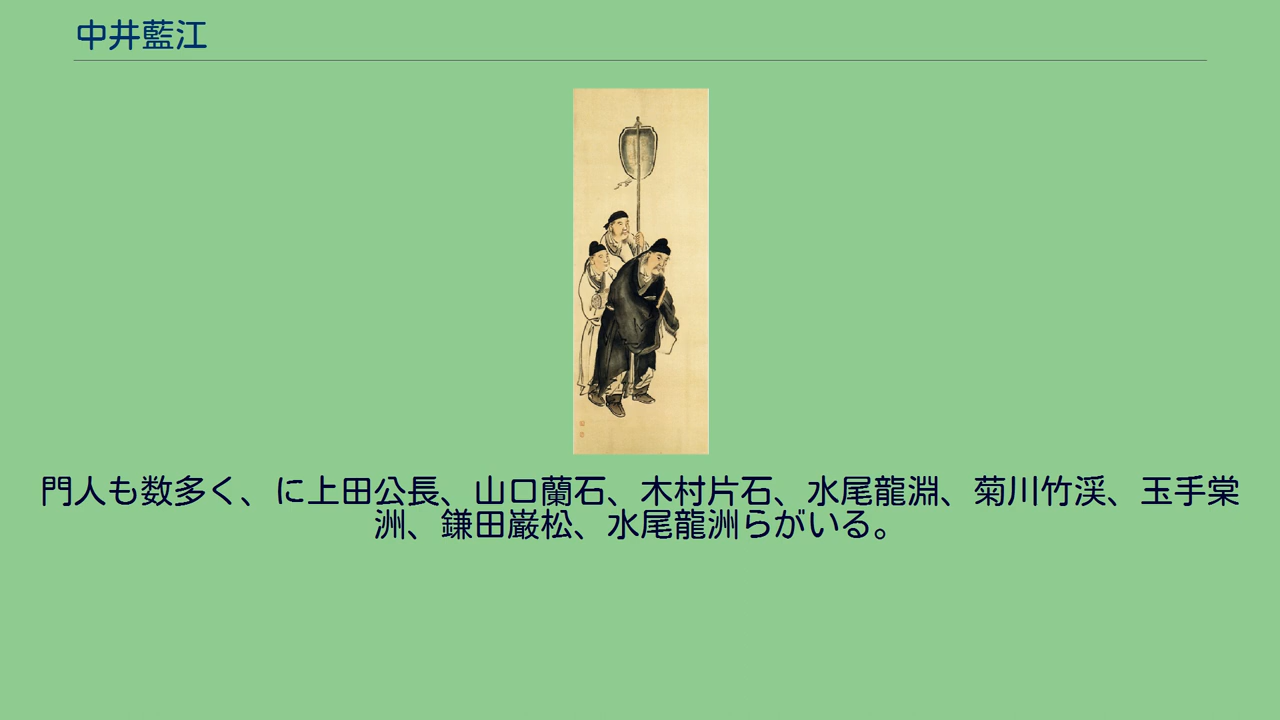 中井藍江
門人も数多く、に上田公長、山口蘭石、木村片石、水尾龍淵、菊川竹渓、玉手棠
洲、鎌田巌松、水尾龍洲らがいる。